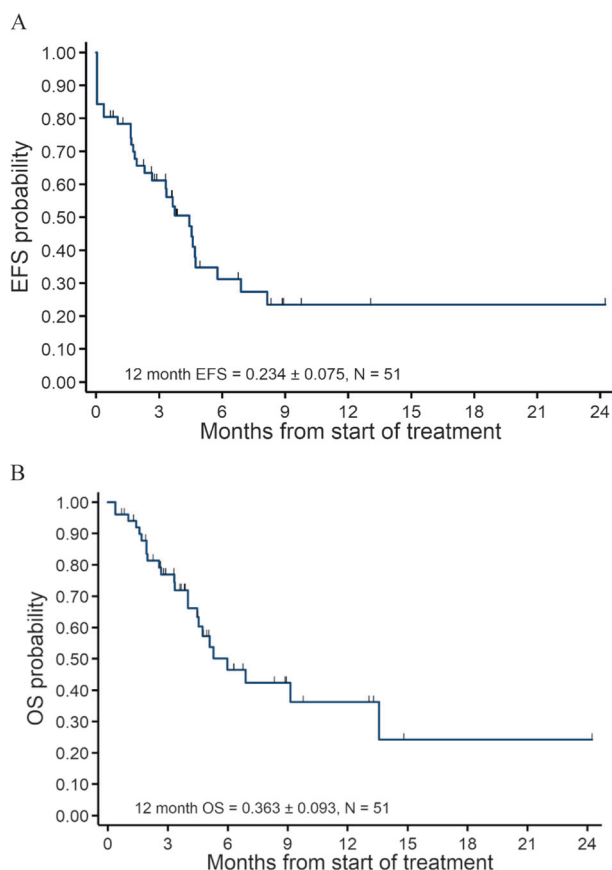 A
1.00
0.90
0.80
0.70
0.60
0.50
0.40
0.30
0.20
0.10
0.00
EFS probability
12 month EFS = 0.234 ± 0.075, N = 51
0 3 6 9 12 15 18 21 24
Months from start of treatment
B
1.00
0.90
0.80
0.70
0.60
0.50
0.40
0.30
0.20
0.10
0.00
OS probability
12 month OS = 0.363 ± 0.093, N = 51
0 3 6 9 12 15 18 21 24
Months from start of treatment